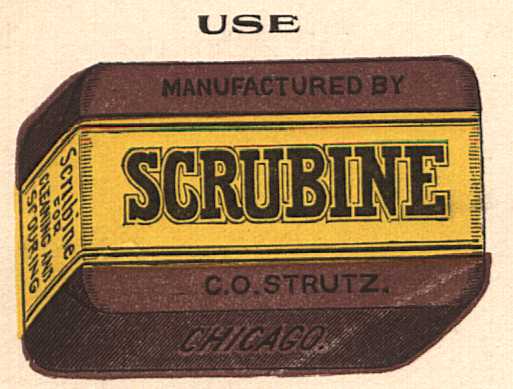 USE
MANUFACTURED BY
SCRUBINE
C.O. STRUTZ.
CHICAGO.
Scrubine
FOR
CLEANING AND
SCOURING